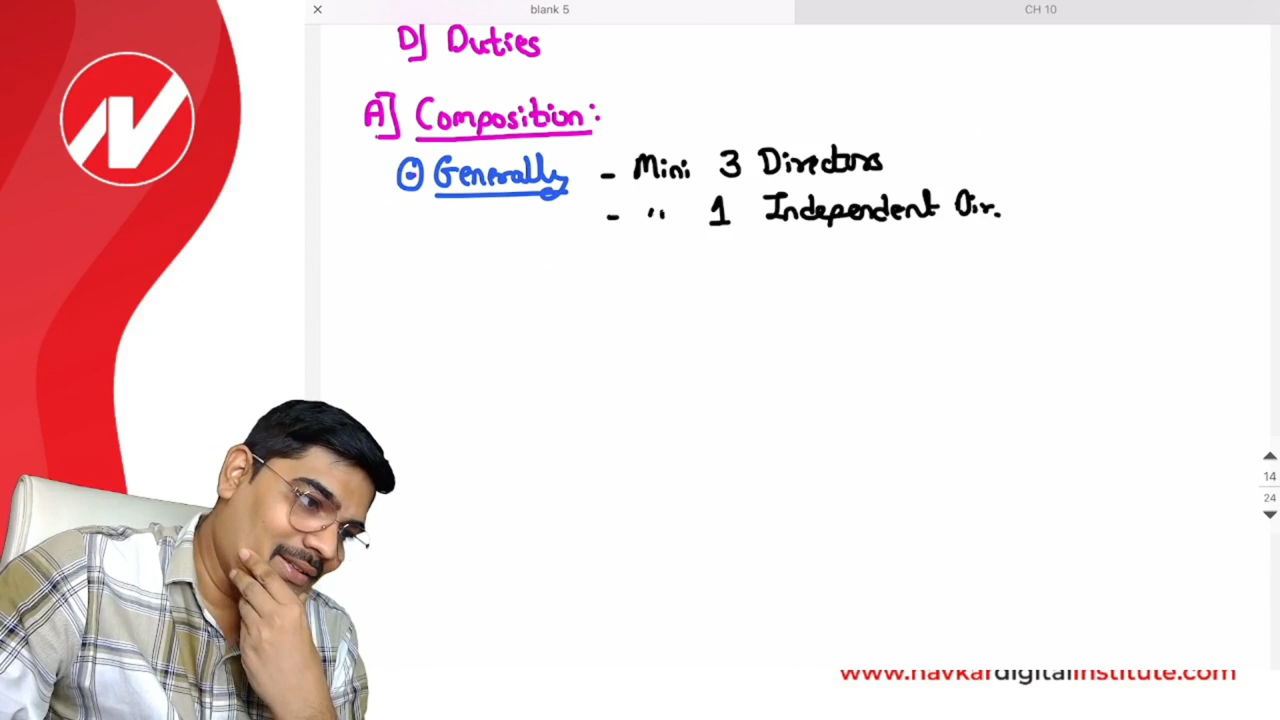 blank 5
CH 10
D] Duties
A] Composition:
Generally - Mini 3 Directors
- " 1 Independent Dir.
14
24
www.navkardigitalinstitute.com